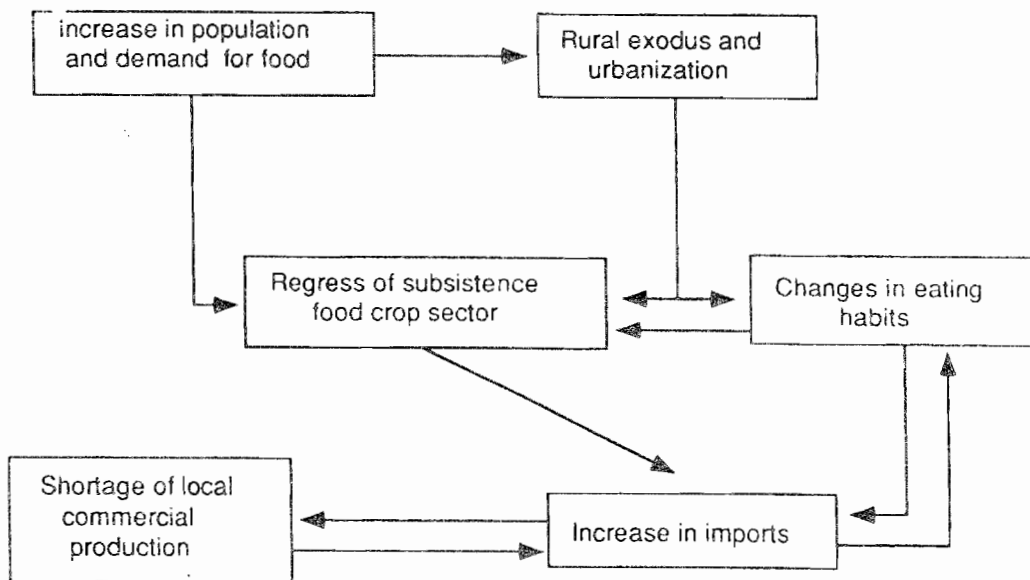 increase in population
and demand for food
Rural exodus and
urbanization
Regress of subsistence
food crop sector
Changes in eating
habits
Shortage of local
commercial
production
Increase in imports